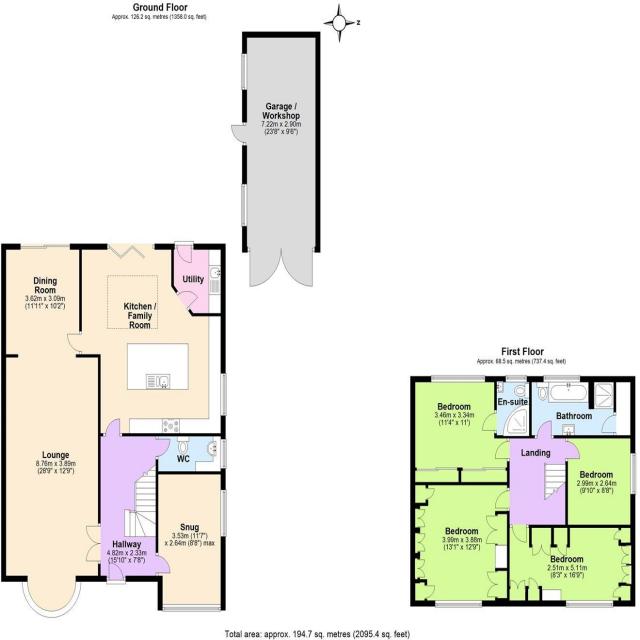 Ground Floor
Approx. 126.2 sq. metres (1358.0 sq. feet)
z
Garage /
Workshop
7.22m x 2.90m
(23'8" x 9'6")
Dining
Room
3.62m x 3.09m
(11'11" x 10'2")
Utility
Kitchen /
Family
Room
Lounge
8.76m x 3.89m
(28'9" x 12'9")
WC
Snug
3.53m (11'7")
x 2.64m (8'8") max
Hallway
4.82m x 2.33m
(15'10" x 7'8")
First Floor
Approx. 68.5 sq. metres (737.4 sq. feet)
Bedroom
3.46m x 3.34m
(11'4" x 11')
En-suite
Bathroom
Landing
Bedroom
2.99m x 2.64m
(9'10" x 8'8")
Bedroom
3.99m x 3.88m
(13'1" x 12'9")
Bedroom
2.51m x 5.11m
(8'3" x 16'9")
Total area: approx. 194.7 sq. metres (2095.4 sq. feet)